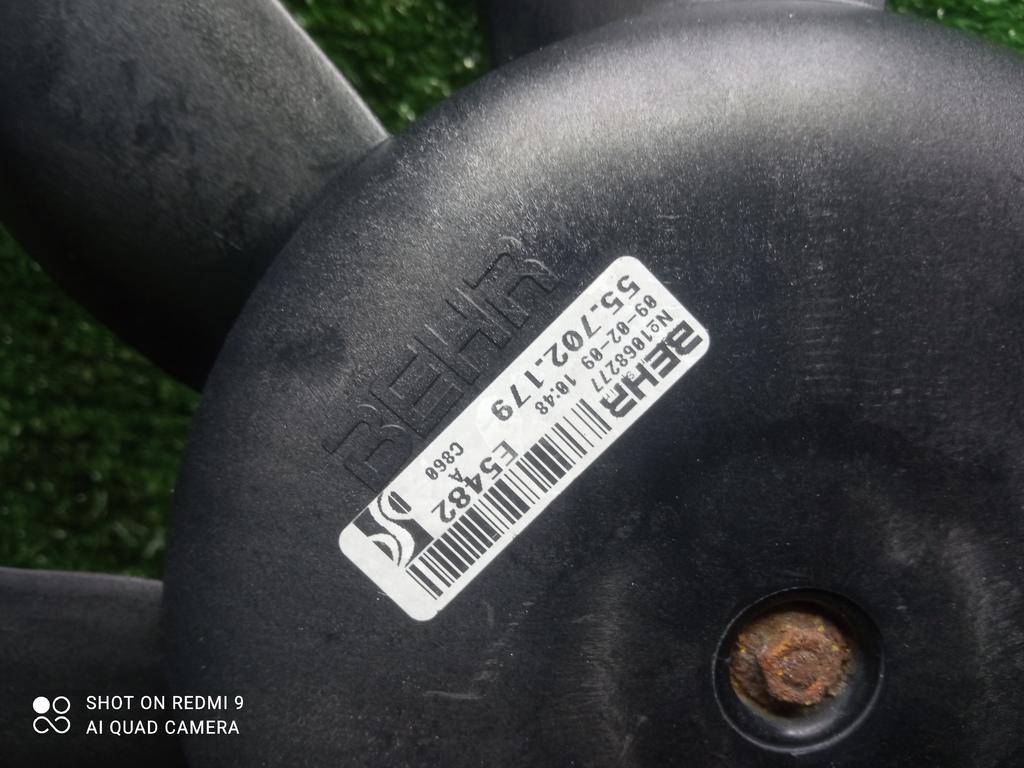 BEHR
BEHR
№10668277
09-02-09 10:48
55.702.179 E5482
A
C860
SHOT ON REDMI 9
AI QUAD CAMERA